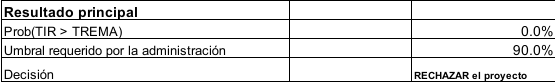 Resultado principal
Prob(TIR > TREMA) 0.0%
Umbral requerido por la administración 90.0%
Decisión RECHAZAR el proyecto